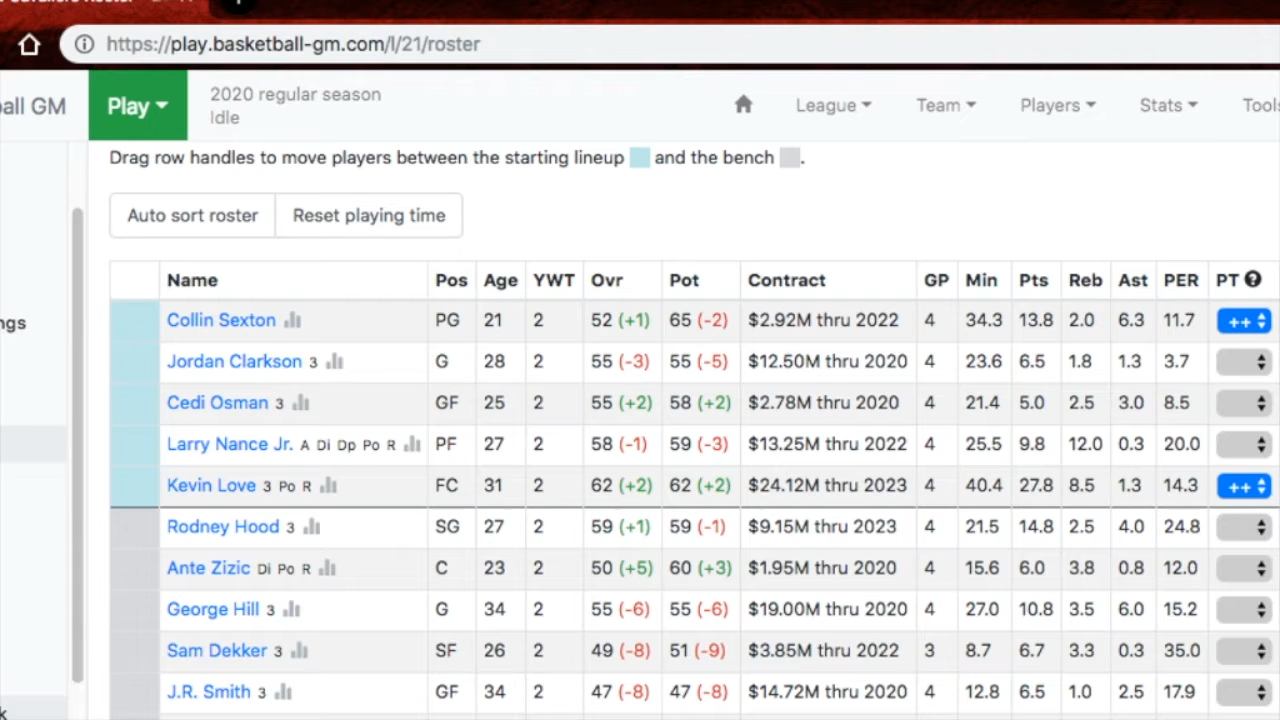 https://play.basketball-gm.com/l/21/roster
all GM
Play
2020 regular season
Idle
League
Team
Players
Stats
Tools
Drag row handles to move players between the starting lineup and the bench .
Auto sort roster Reset playing time
ngs
Name Pos Age YWT Ovr Pot Contract GP Min Pts Reb Ast PER PT ?
Collin Sexton PG 21 2 52 (+1) 65 (-2) $2.92M thru 2022 4 34.3 13.8 2.0 6.3 11.7 ++
Jordan Clarkson 3 G 28 2 55 (-3) 55 (-5) $12.50M thru 2020 4 23.6 6.5 1.8 1.3 3.7
Cedi Osman 3 GF 25 2 55 (+2) 58 (+2) $2.78M thru 2020 4 21.4 5.0 2.5 3.0 8.5
Larry Nance Jr. A Di Dp Po R PF 27 2 58 (-1) 59 (-3) $13.25M thru 2022 4 25.5 9.8 12.0 0.3 20.0
Kevin Love 3 Po R FC 31 2 62 (+2) 62 (+2) $24.12M thru 2023 4 40.4 27.8 8.5 1.3 14.3 ++
Rodney Hood 3 SG 27 2 59 (+1) 59 (-1) $9.15M thru 2023 4 21.5 14.8 2.5 4.0 24.8
Ante Zizic Di Po R C 23 2 50 (+5) 60 (+3) $1.95M thru 2020 4 15.6 6.0 3.8 0.8 12.0
George Hill 3 G 34 2 55 (-6) 55 (-6) $19.00M thru 2020 4 27.0 10.8 3.5 6.0 15.2
Sam Dekker 3 SF 26 2 49 (-8) 51 (-9) $3.85M thru 2022 3 8.7 6.7 3.3 0.3 35.0
J.R. Smith 3 GF 34 2 47 (-8) 47 (-8) $14.72M thru 2020 4 12.8 6.5 1.0 2.5 17.9